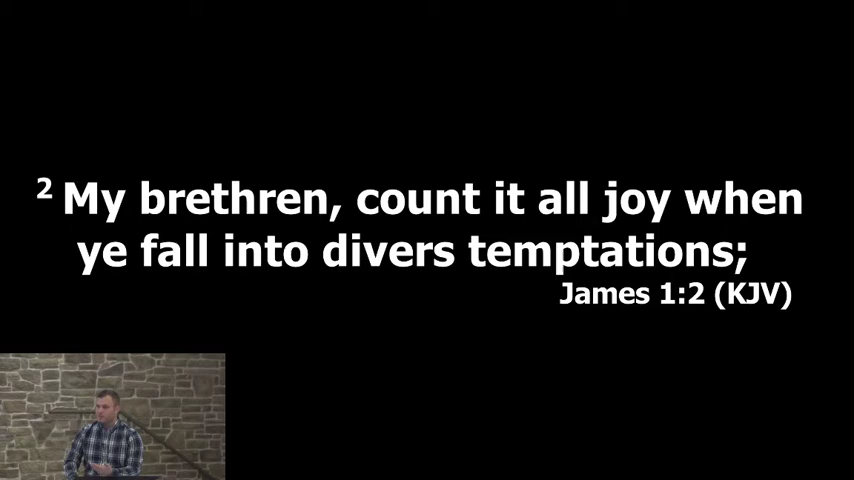 2 My brethren, count it all joy when
ye fall into divers temptations;
James 1:2 (KJV)